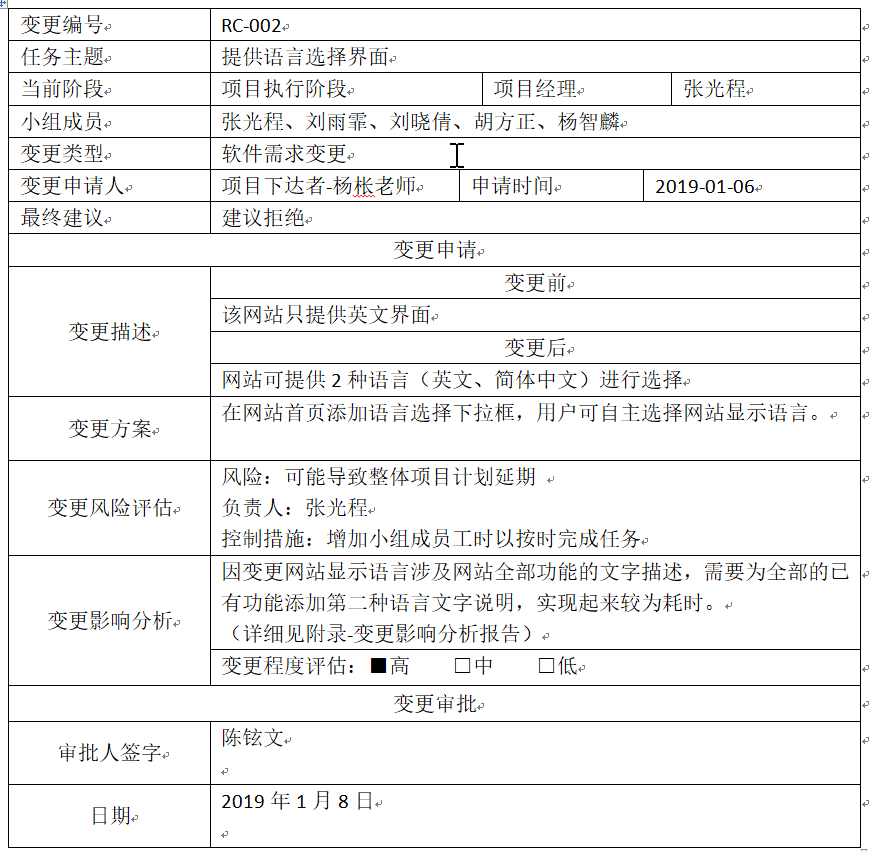 变更编号 RC-002
任务主题 提供语言选择界面
当前阶段 项目执行阶段 项目经理 张光程
小组成员 张光程、刘雨霏、刘晓倩、胡方正、杨智麟
变更类型 软件需求变更
变更申请人 项目下达者-杨枨老师 申请时间 2019-01-06
最终建议 建议拒绝
变更申请
变更描述
变更前
该网站只提供英文界面
变更后
网站可提供 2 种语言（英文、简体中文）进行选择
变更方案
在网站首页添加语言选择下拉框，用户可自主选择网站显示语言。
变更风险评估
风险：可能导致整体项目计划延期
负责人：张光程
控制措施：增加小组成员工时以按时完成任务
变更影响分析
因变更网站显示语言涉及网站全部功能的文字描述，需要为全部的已
有功能添加第二种语言文字说明，实现起来较为耗时。
（详细见附录-变更影响分析报告）
变更程度评估：■高 □中 □低
变更审批
审批人签字 陈铉文
日期 2019 年 1 月 8 日